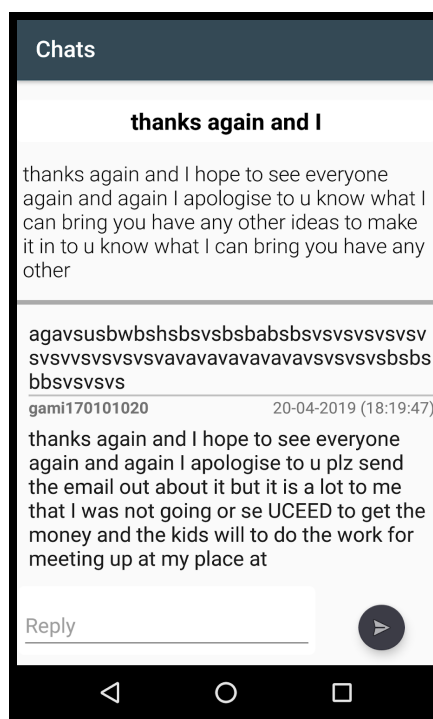 Chats
thanks again and I
thanks again and I hope to see everyone
again and again I apologise to u know what I
can bring you have any other ideas to make
it in to u know what I can bring you have any
other
agavsusbwbshsbsvsbsbabsbsvsvsvsvsvsv
svsvvsvsvsvsvavavavavavavavsvsvsvsbsbs
bbsvsvsvs
gami170101020 20-04-2019 (18:19:47)
thanks again and I hope to see everyone
again and again I apologise to u plz send
the email out about it but it is a lot to me
that I was not going or se UCEED to get the
money and the kids will to do the work for
meeting up at my place at
Reply